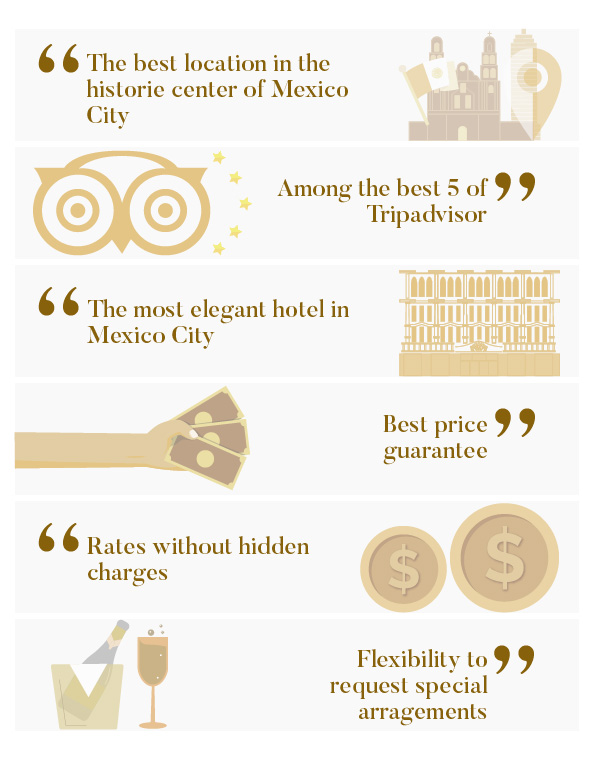 “ The best location in the
historie center of Mexico
City
Among the best 5 of ”
Tripadvisor
“ The most elegant hotel in
Mexico City
Best price ”
guarantee
“ Rates without hidden
charges
$ $
Flexibility to ”
request special
arragements